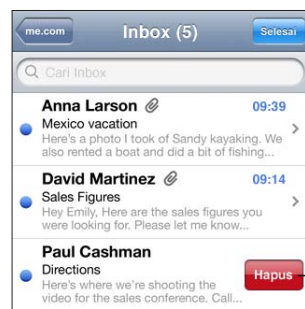 me.com Inbox (5) Selesai
Cari Inbox
Anna Larson 09:39
Mexico vacation
Here's a photo I took of Sandy kayaking. We
also rented a boat and did a bit of fishing...
David Martinez 09:14
Sales Figures
Hey Emily, Here are the sales figures you
were looking for. Please let me know...
Paul Cashman
Directions Hapus
Here's where we're shooting the
video for the sales conference. Call...